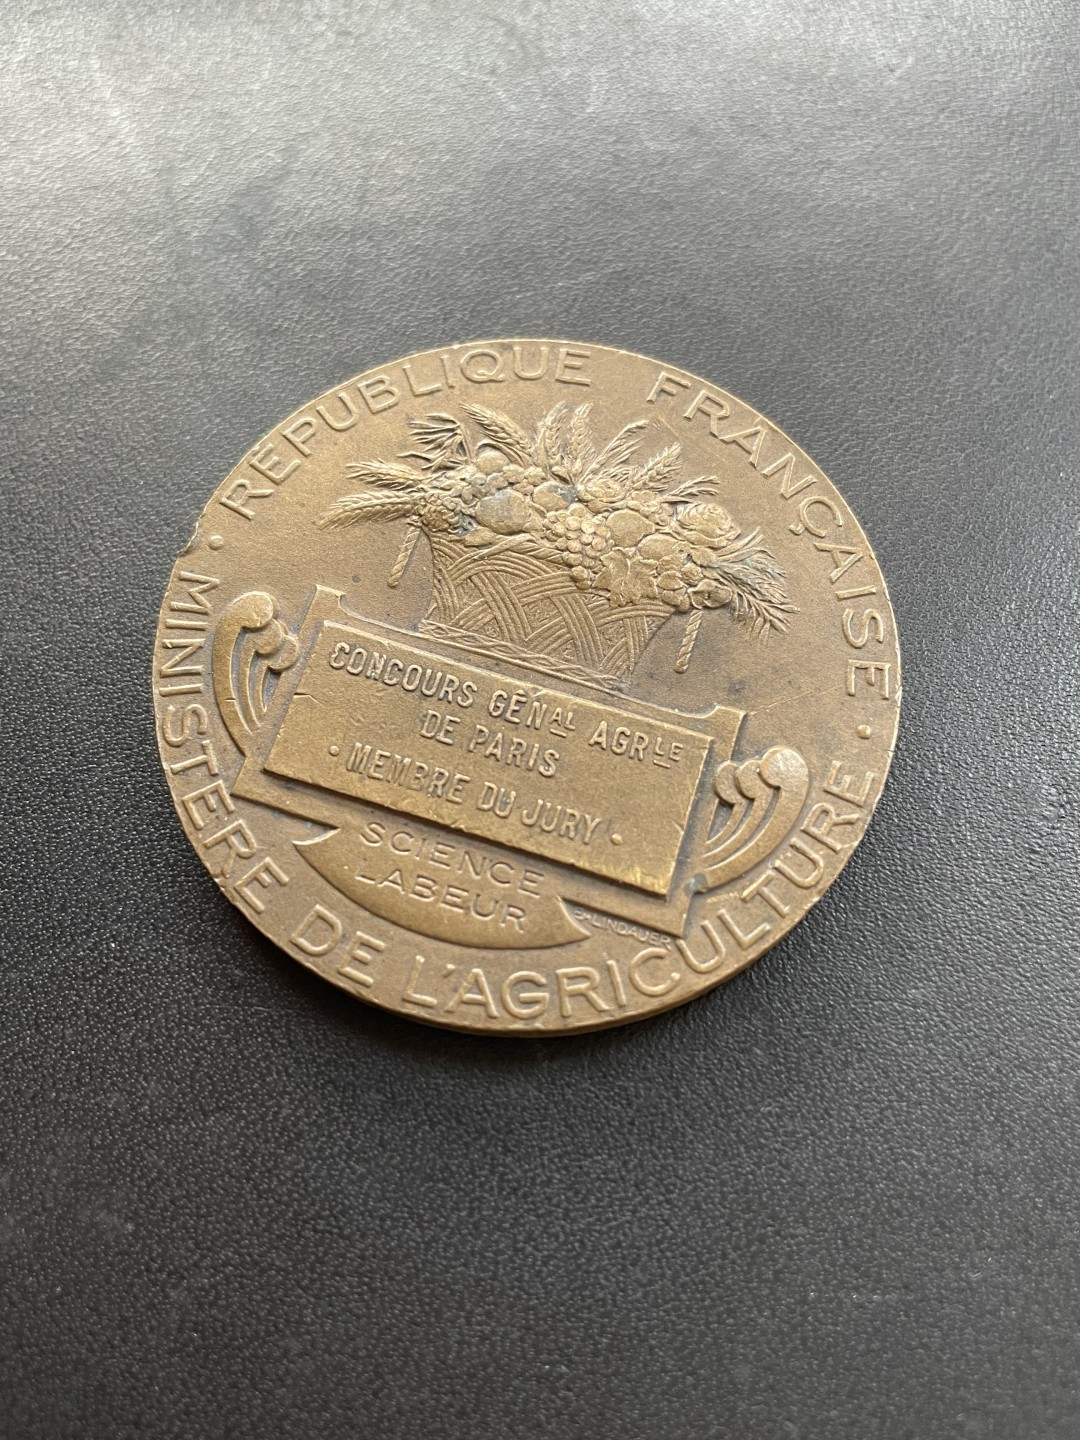 REPUBLIQUE FRANÇAISE
CONCOURS GÉNAL AGRLE
DE PARIS
· MEMBRE DU JURY ·
SCIENCE
LABEUR
E·LINDAUER
· MINISTERE DE L'AGRICULTURE ·